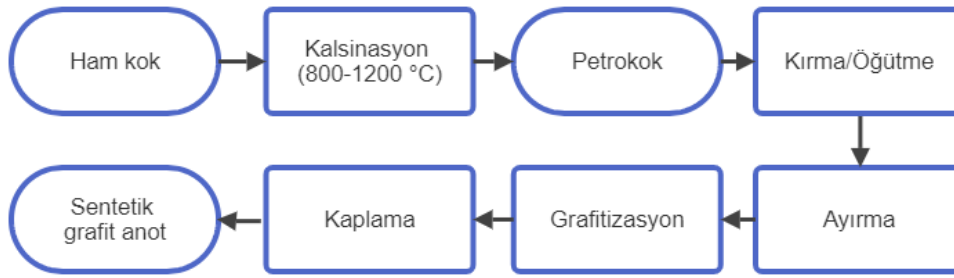 Ham kok
Kalsinasyon
(800-1200 °C)
Petrokok
Kırma/Öğütme
Ayırma
Grafitizasyon
Kaplama
Sentetik
grafit anot